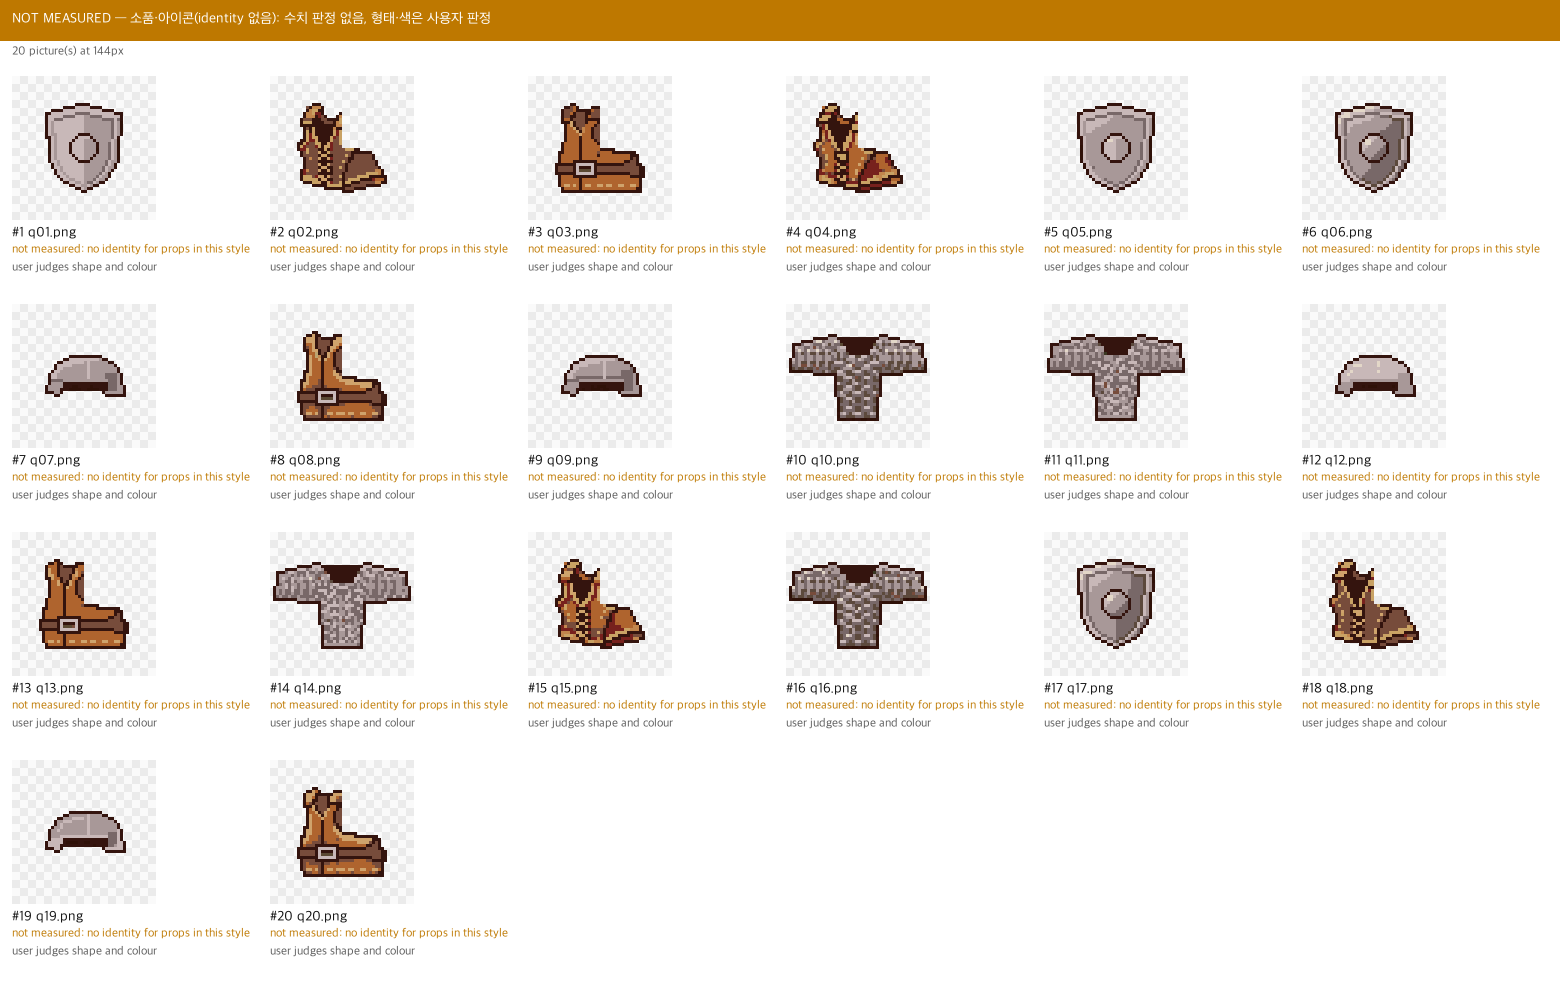 NOT MEASURED — 소품·아이콘(identity 없음): 수치 판정 없음, 형태·색은 사용자 판정
20 picture(s) at 144px
#1 q01.png
not measured: no identity for props in this style
user judges shape and colour
#2 q02.png
not measured: no identity for props in this style
user judges shape and colour
#3 q03.png
not measured: no identity for props in this style
user judges shape and colour
#4 q04.png
not measured: no identity for props in this style
user judges shape and colour
#5 q05.png
not measured: no identity for props in this style
user judges shape and colour
#6 q06.png
not measured: no identity for props in this style
user judges shape and colour
#7 q07.png
not measured: no identity for props in this style
user judges shape and colour
#8 q08.png
not measured: no identity for props in this style
user judges shape and colour
#9 q09.png
not measured: no identity for props in this style
user judges shape and colour
#10 q10.png
not measured: no identity for props in this style
user judges shape and colour
#11 q11.png
not measured: no identity for props in this style
user judges shape and colour
#12 q12.png
not measured: no identity for props in this style
user judges shape and colour
#13 q13.png
not measured: no identity for props in this style
user judges shape and colour
#14 q14.png
not measured: no identity for props in this style
user judges shape and colour
#15 q15.png
not measured: no identity for props in this style
user judges shape and colour
#16 q16.png
not measured: no identity for props in this style
user judges shape and colour
#17 q17.png
not measured: no identity for props in this style
user judges shape and colour
#18 q18.png
not measured: no identity for props in this style
user judges shape and colour
#19 q19.png
not measured: no identity for props in this style
user judges shape and colour
#20 q20.png
not measured: no identity for props in this style
user judges shape and colour